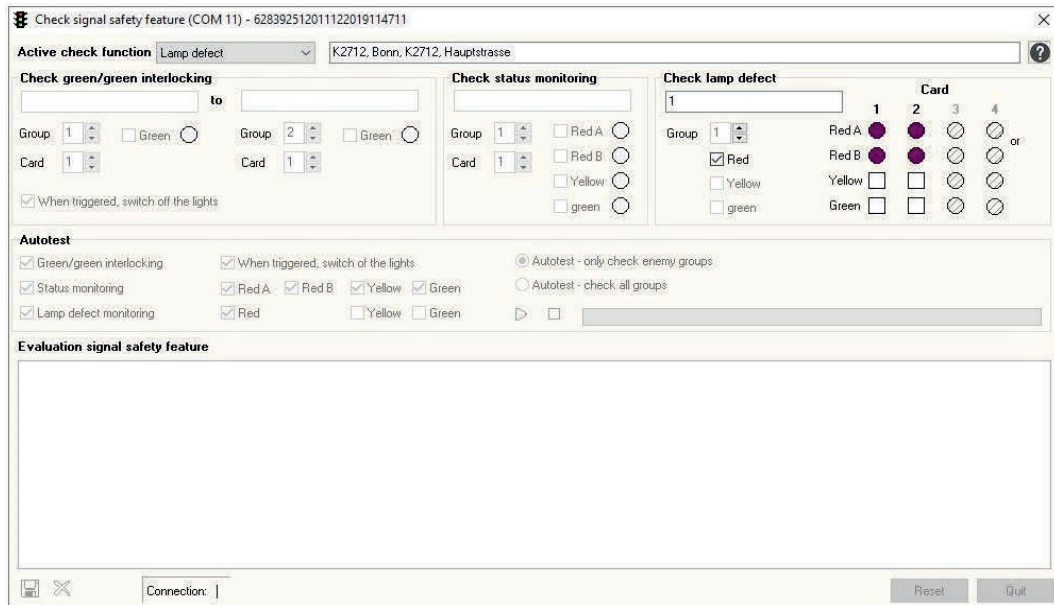 Check signal safety feature (COM 11) - 628392512011122019114711
Active check function Lamp defect K2712, Bonn, K2712, Hauptstrasse ?
Check green/green interlocking
to
Group 1 Green Group 2 Green
Card 1 Card 1
When triggered, switch off the lights
Check status monitoring
Group 1 Red A
Card 1 Red B
Yellow
green
Check lamp defect
1
Group 1
Red
Yellow
green
Card
1 2 3 4
Red A
Red B or
Yellow
Green
Autotest
Green/green interlocking When triggered, switch of the lights Autotest - only check enemy groups
Status monitoring Red A Red B Yellow Green Autotest - check all groups
Lamp defect monitoring Red Yellow Green
Evaluation signal safety feature
Connection: | Reset Quit